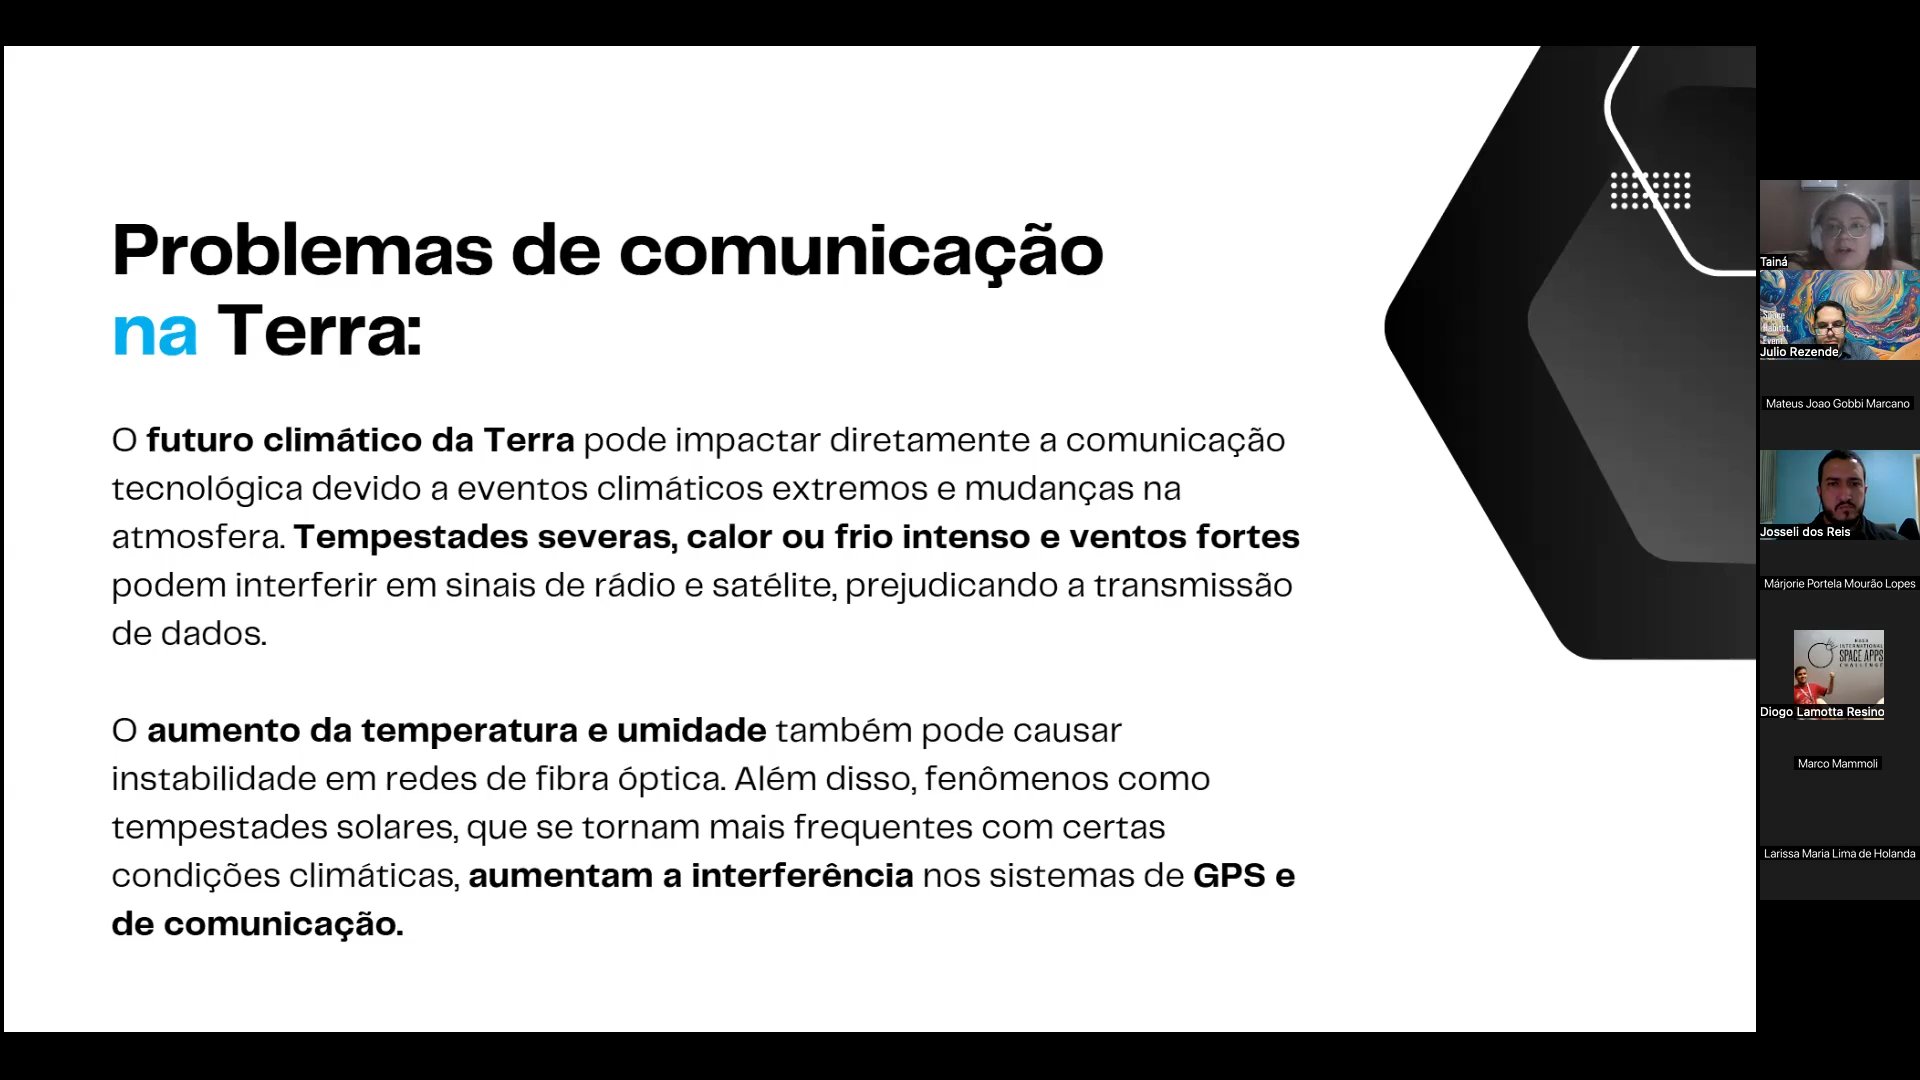 Problemas de comunicação
na Terra:
O futuro climático da Terra pode impactar diretamente a comunicação
tecnológica devido a eventos climáticos extremos e mudanças na
atmosfera. Tempestades severas, calor ou frio intenso e ventos fortes
podem interferir em sinais de rádio e satélite, prejudicando a transmissão
de dados.
O aumento da temperatura e umidade também pode causar
instabilidade em redes de fibra óptica. Além disso, fenômenos como
tempestades solares, que se tornam mais frequentes com certas
condições climáticas, aumentam a interferência nos sistemas de GPS e
de comunicação.
Tainá
Space
Habitat
Event
Julio Rezende
Mateus Joao Gobbi Marcano
Josseli dos Reis
Márjorie Portela Mourão Lopes
NASA
INTERNATIONAL
SPACE APPS
CHALLENGE
Diogo Lamotta Resino
Marco Mammoli
Larissa Maria Lima de Holanda